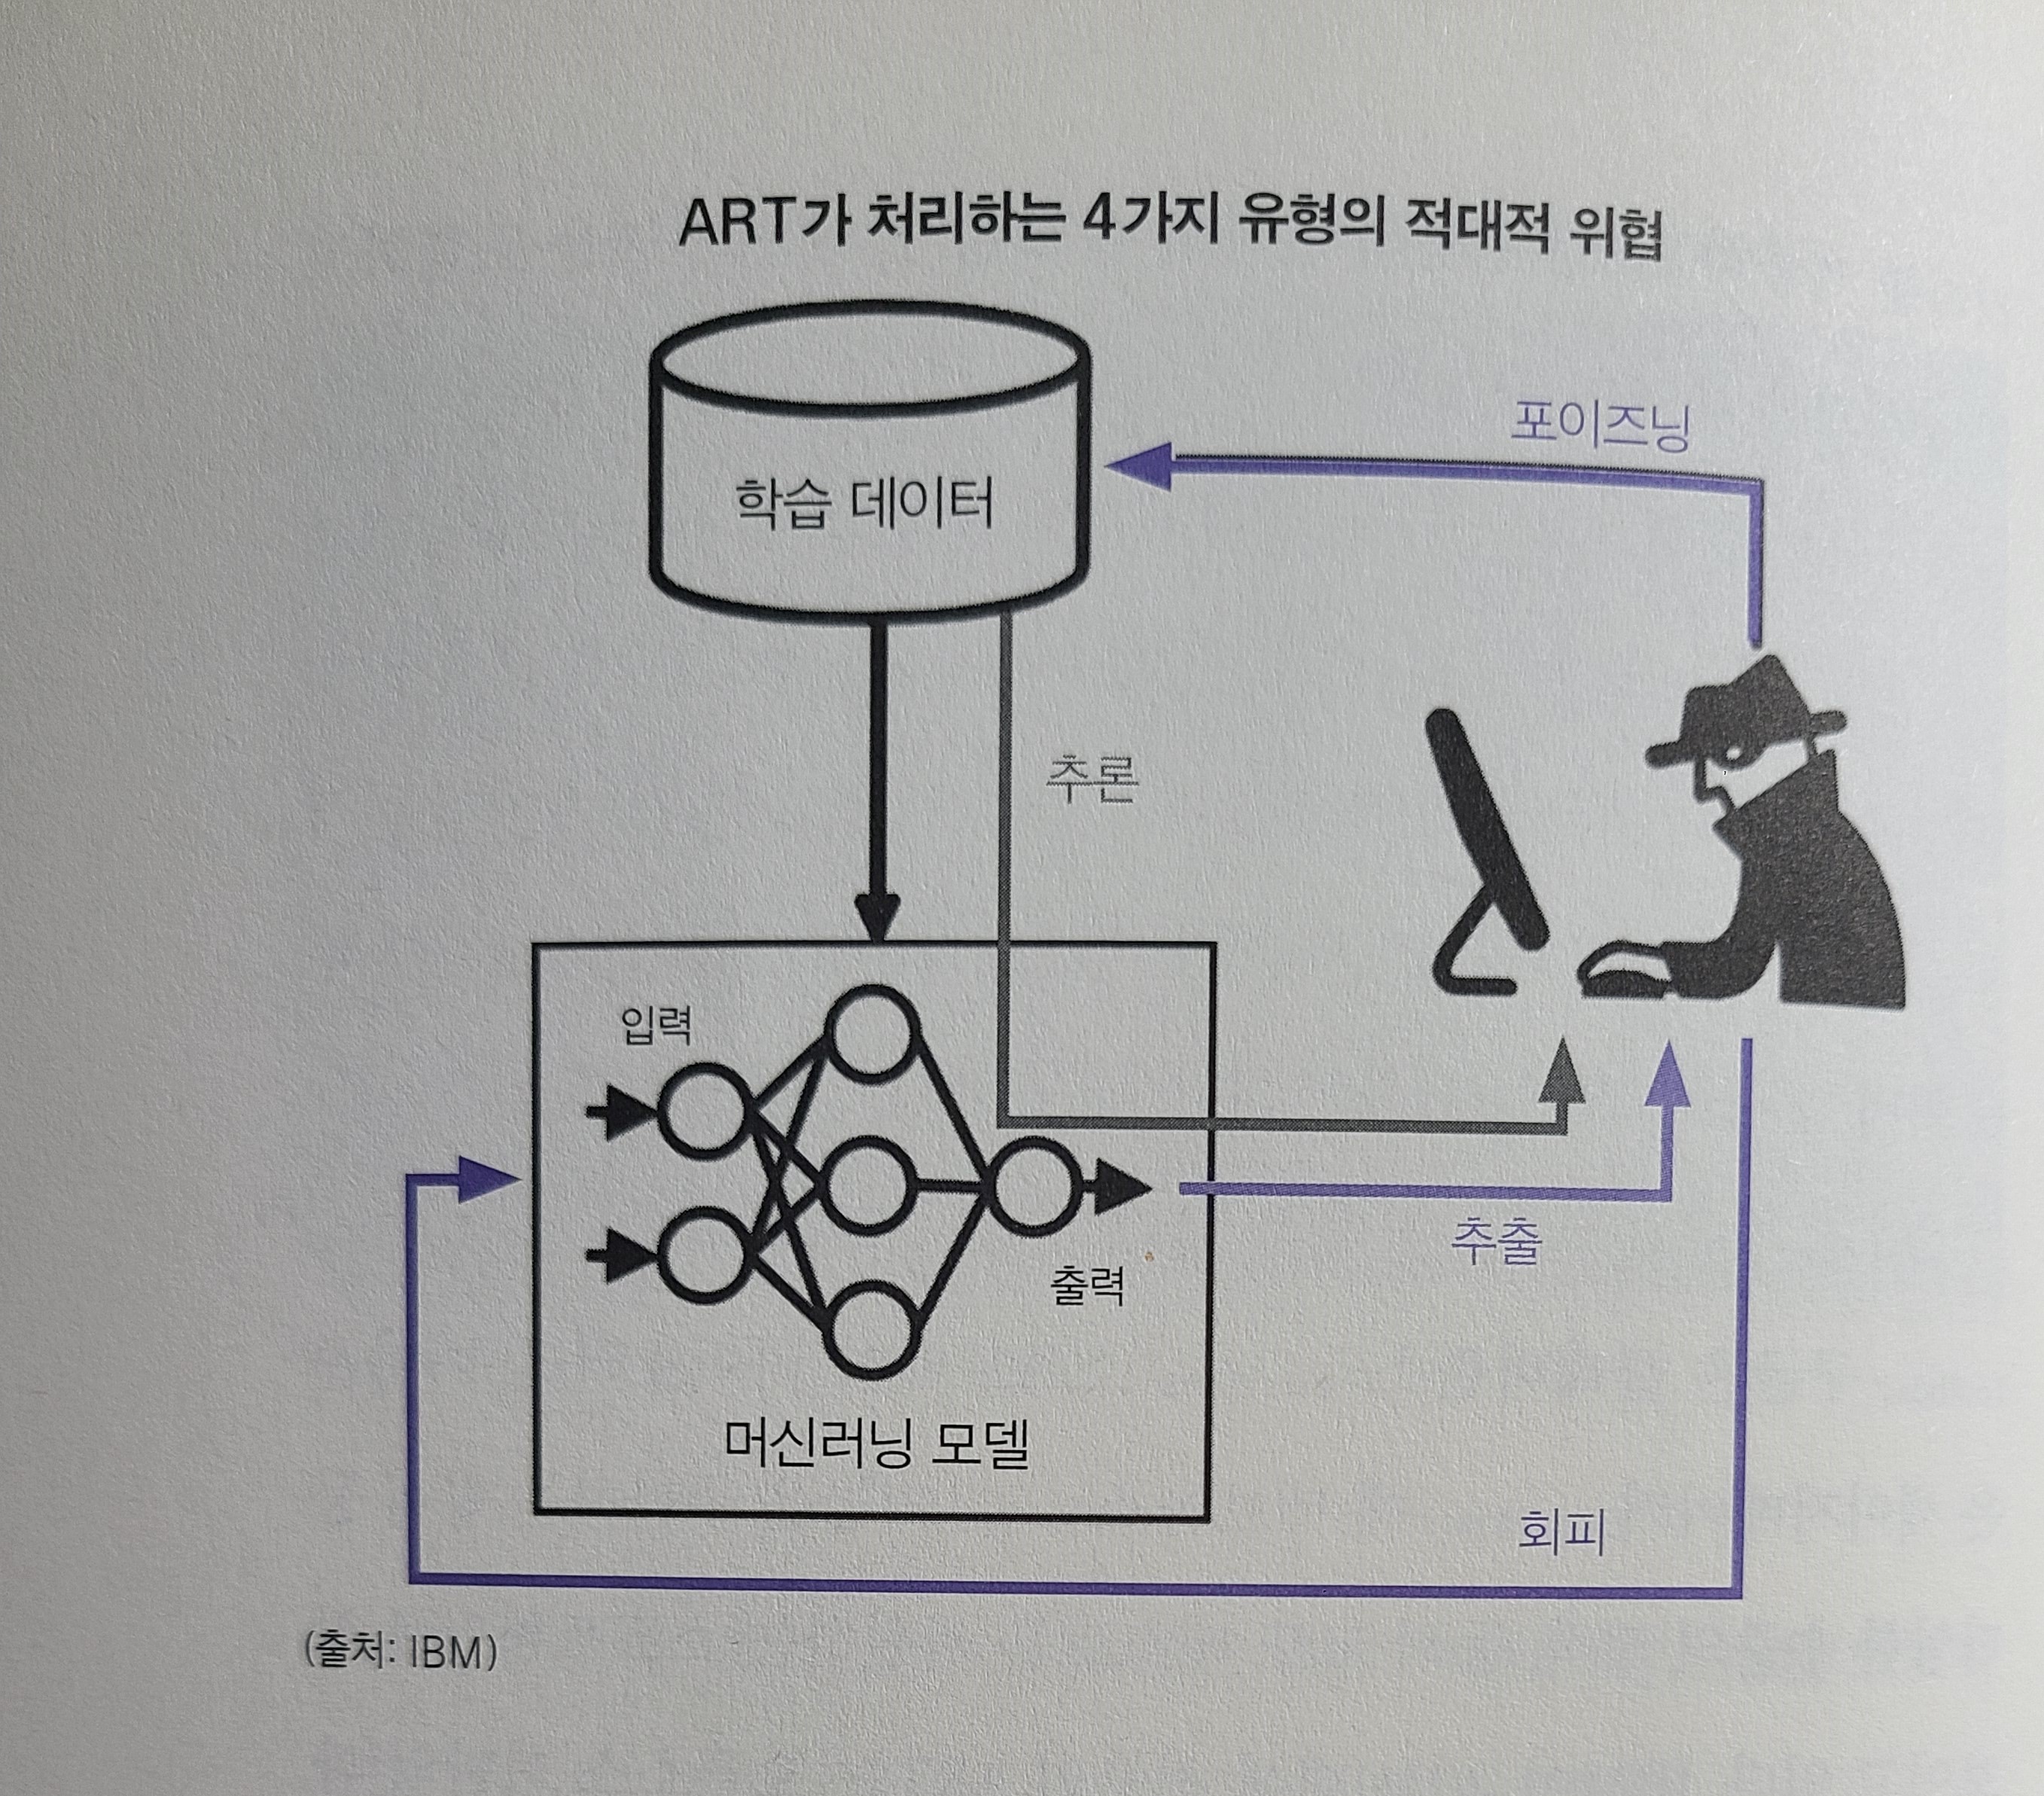 ART가 처리하는 4가지 유형의 적대적 위협
포이즈닝
학습 데이터
추론
입력
추출
출력
머신러닝 모델
회피
(출처: IBM)